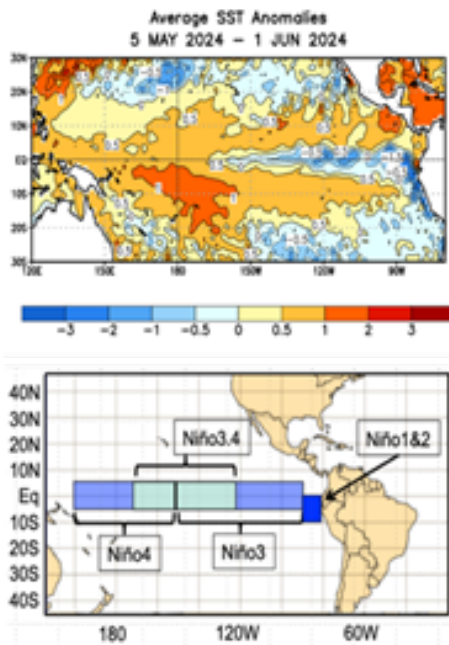 Average SST Anomalies
5 MAY 2024 – 1 JUN 2024
30N
20N
10N
EQ
10S
20S
30S
120E 150E 180 150W 120W 90W
-3 -2 -1 -0.5 0 0.5 1 2 3
40N
30N
20N
10N
Eq
10S
20S
30S
40S
Niño3.4
Niño1&2
Niño4
Niño3
180 120W 60W